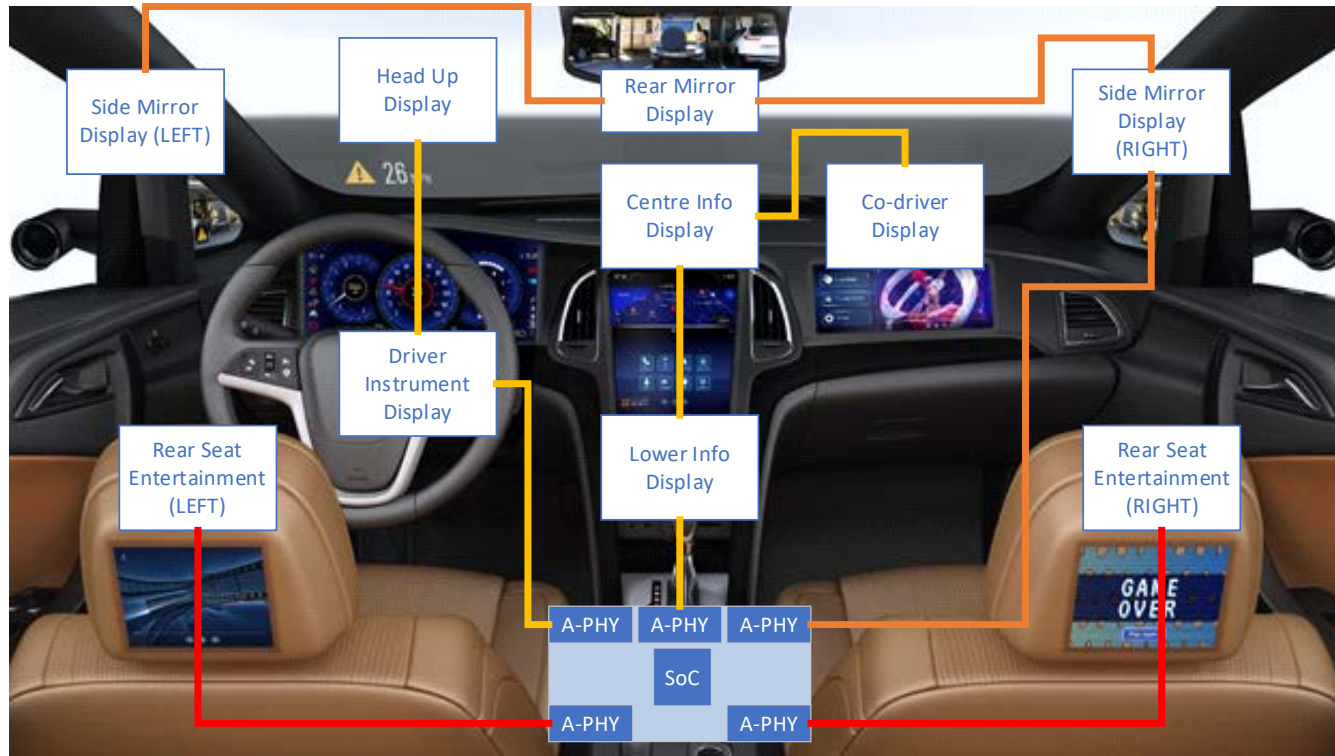 Head Up
Display
Rear Mirror
Display
Side Mirror
Display (LEFT)
Side Mirror
Display
(RIGHT)
26
Centre Info
Display
Co-driver
Display
Driver
Instrument
Display
Lower Info
Display
Rear Seat
Entertainment
(LEFT)
Rear Seat
Entertainment
(RIGHT)
GAME
OVER
A-PHY
A-PHY
A-PHY
SoC
A-PHY
A-PHY